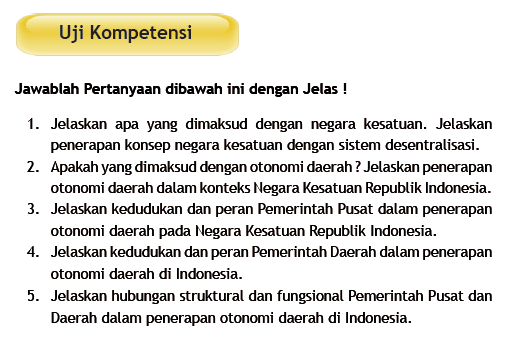 Uji Kompetensi
Jawablah Pertanyaan dibawah ini dengan Jelas !
1. Jelaskan apa yang dimaksud dengan negara kesatuan. Jelaskan
penerapan konsep negara kesatuan dengan sistem desentralisasi.
2. Apakah yang dimaksud dengan otonomi daerah ? Jelaskan penerapan
otonomi daerah dalam konteks Negara Kesatuan Republik Indonesia.
3. Jelaskan kedudukan dan peran Pemerintah Pusat dalam penerapan
otonomi daerah pada Negara Kesatuan Republik Indonesia.
4. Jelaskan kedudukan dan peran Pemerintah Daerah dalam penerapan
otonomi daerah di Indonesia.
5. Jelaskan hubungan struktural dan fungsional Pemerintah Pusat dan
Daerah dalam penerapan otonomi daerah di Indonesia.